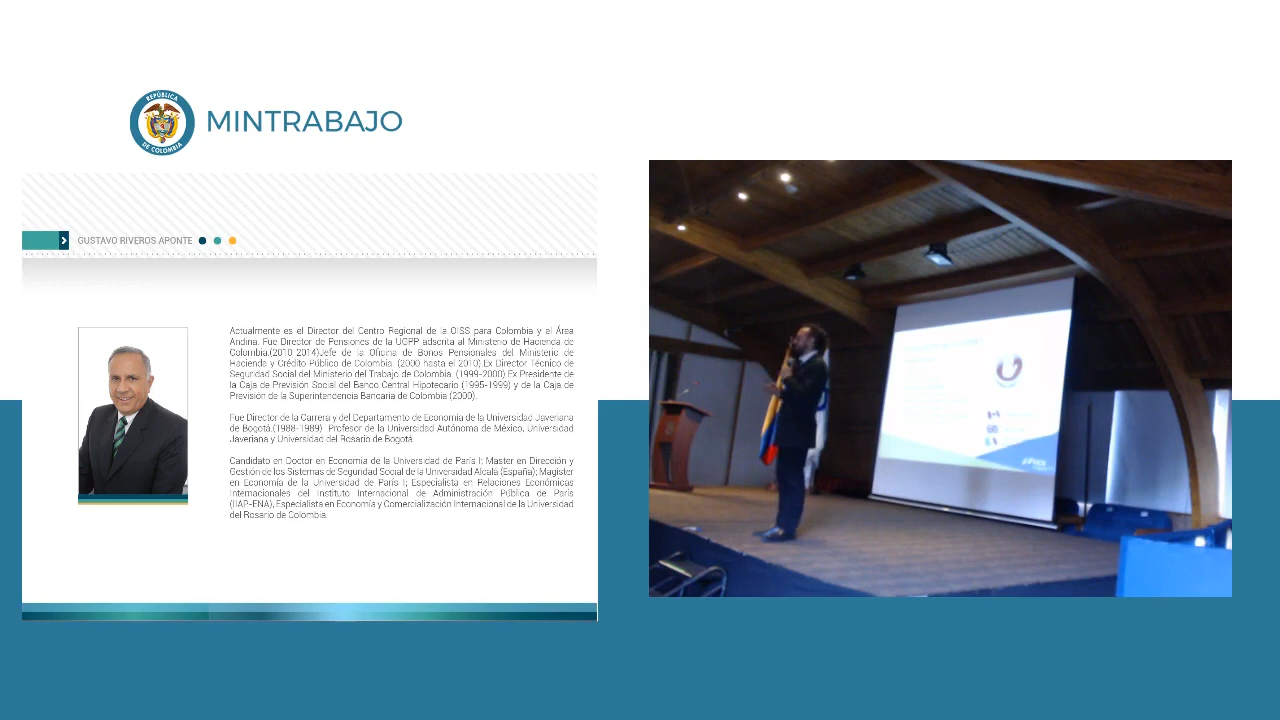 REPÚBLICA
DE COLOMBIA
MINTRABAJO
GUSTAVO RIVEROS APONTE
Actualmente es el Director del Centro Regional de la OISS para Colombia y el Área
Andina. Fue Director de Pensiones de la UGPP adscrita al Ministerio de Hacienda de
Colombia.(2010 2014)Jefe de la Oficina de Bonos Pensionales del Ministerio de
Hacienda y Crédito Público de Colombia. (2000 hasta el 2010) Ex Director Técnico de
Seguridad Social del Ministerio del Trabajo de Colombia. (1999-2000) Ex Presidente de
la Caja de Previsión Social del Banco Central Hipotecario (1995-1999) y de la Caja de
Previsión de la Superintendencia Bancaria de Colombia (2000).
Fue Director de la Carrera y del Departamento de Economía de la Universidad Javeriana
de Bogotá.(1988-1989) Profesor de la Universidad Autónoma de México, Universidad
Javeriana y Universidad del Rosario de Bogotá
Candidato en Doctor en Economía de la Universidad de París I; Master en Dirección y
Gestión de los Sistemas de Seguridad Social de la Universidad Alcalá (España); Magíster
en Economía de la Universidad de París I; Especialista en Relaciones Económicas
Internacionales del Instituto Internacional de Administración Pública de París
(IIAP-ENA), Especialista en Economía y Comercialización Internacional de la Universidad
del Rosario de Colombia.